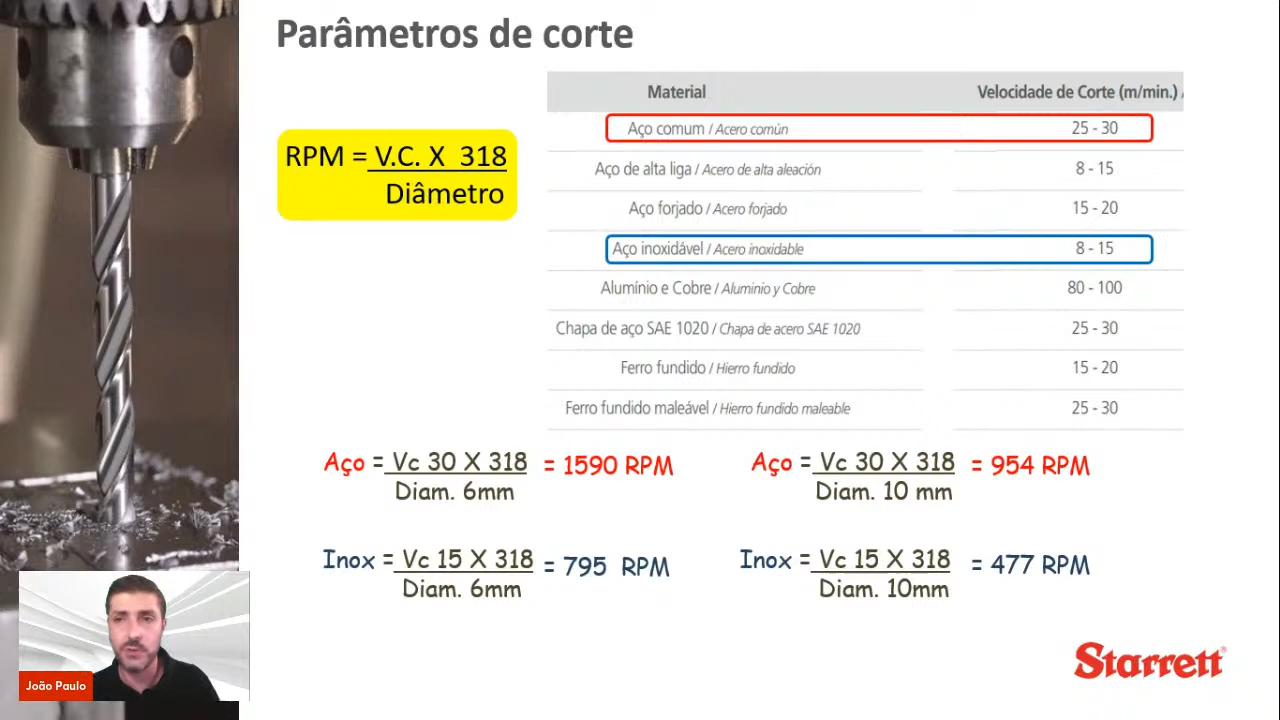 Parâmetros de corte
Material Velocidade de Corte (m/min.) /
Aço comum / Acero común 25 - 30
RPM = V.C. X 318
Diâmetro
Aço de alta liga / Acero de alta aleación 8 - 15
Aço forjado / Acero forjado 15 - 20
Aço inoxidável / Acero inoxidable 8 - 15
Alumínio e Cobre / Aluminio y Cobre 80 - 100
Chapa de aço SAE 1020 / Chapa de acero SAE 1020 25 - 30
Ferro fundido / Hierro fundido 15 - 20
Ferro fundido maleável / Hierro fundido maleable 25 - 30
Aço = Vc 30 X 318 = 1590 RPM
Diam. 6mm
Aço = Vc 30 X 318 = 954 RPM
Diam. 10 mm
Inox = Vc 15 X 318 = 795 RPM
Diam. 6mm
Inox = Vc 15 X 318 = 477 RPM
Diam. 10mm
Starrett®
João Paulo